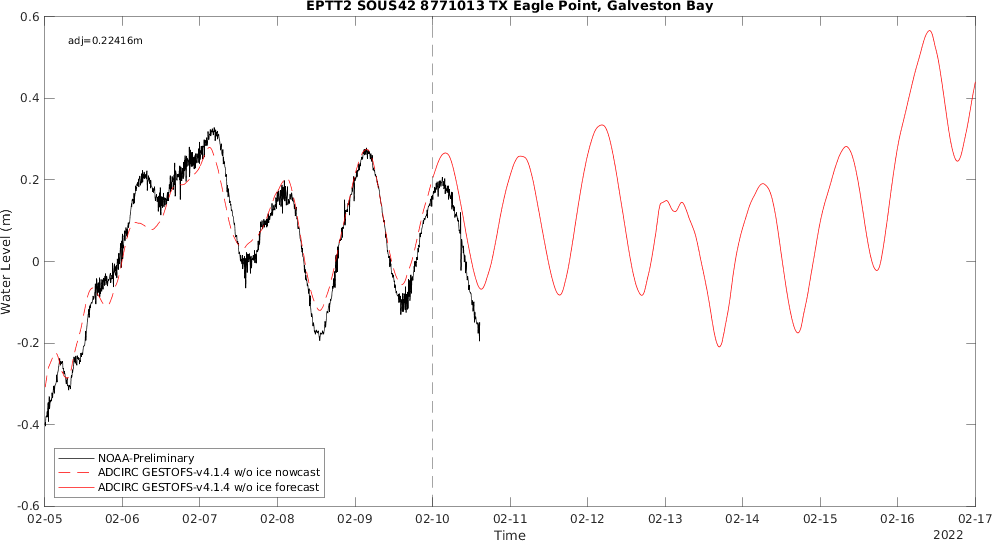 EPTT2 SOUS42 8771013 TX Eagle Point, Galveston Bay
adj=0.22416m
0.6
0.4
0.2
0
-0.2
-0.4
-0.6
Water Level (m)
NOAA-Preliminary
ADCIRC GESTOFS-v4.1.4 w/o ice nowcast
ADCIRC GESTOFS-v4.1.4 w/o ice forecast
02-05 02-06 02-07 02-08 02-09 02-10 02-11 02-12 02-13 02-14 02-15 02-16 02-17
Time
2022